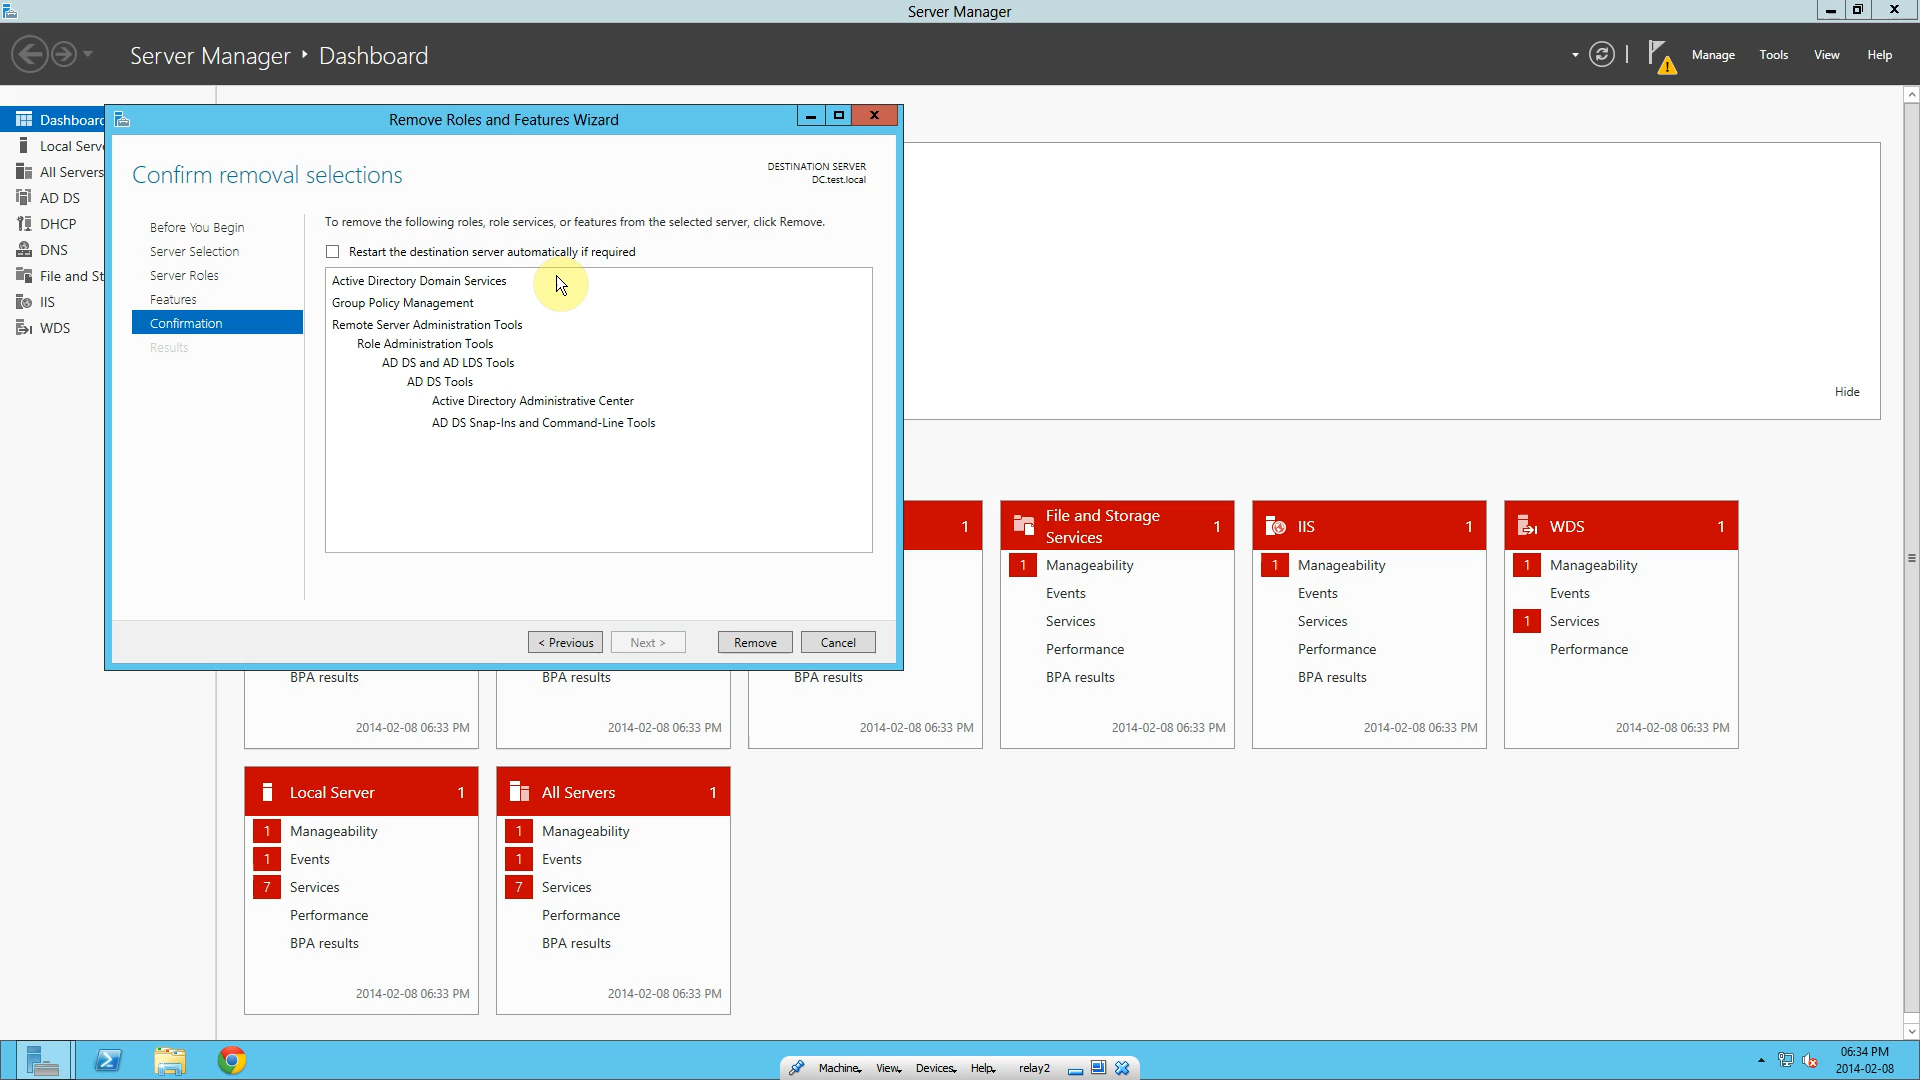 Server Manager
Server Manager ‣ Dashboard
Manage Tools View Help
Dashboard
Local Serv
All Servers
AD DS
DHCP
DNS
File and St
IIS
WDS
Remove Roles and Features Wizard
Confirm removal selections
DESTINATION SERVER
DC.test.local
Before You Begin
Server Selection
Server Roles
Features
Confirmation
Results
To remove the following roles, role services, or features from the selected server, click Remove.
Restart the destination server automatically if required
Active Directory Domain Services
Group Policy Management
Remote Server Administration Tools
Role Administration Tools
AD DS and AD LDS Tools
AD DS Tools
Active Directory Administrative Center
AD DS Snap-Ins and Command-Line Tools
< Previous Next > Remove Cancel
Hide
1
File and Storage Services 1
1 Manageability
Events
Services
Performance
BPA results
2014-02-08 06:33 PM
IIS 1
1 Manageability
Events
Services
Performance
BPA results
2014-02-08 06:33 PM
WDS 1
1 Manageability
Events
1 Services
Performance
2014-02-08 06:33 PM
BPA results
2014-02-08 06:33 PM
BPA results
2014-02-08 06:33 PM
BPA results
2014-02-08 06:33 PM
Local Server 1
1 Manageability
1 Events
7 Services
Performance
BPA results
2014-02-08 06:33 PM
All Servers 1
1 Manageability
1 Events
7 Services
Performance
BPA results
2014-02-08 06:33 PM
Machine View Devices Help relay2
06:34 PM
2014-02-08